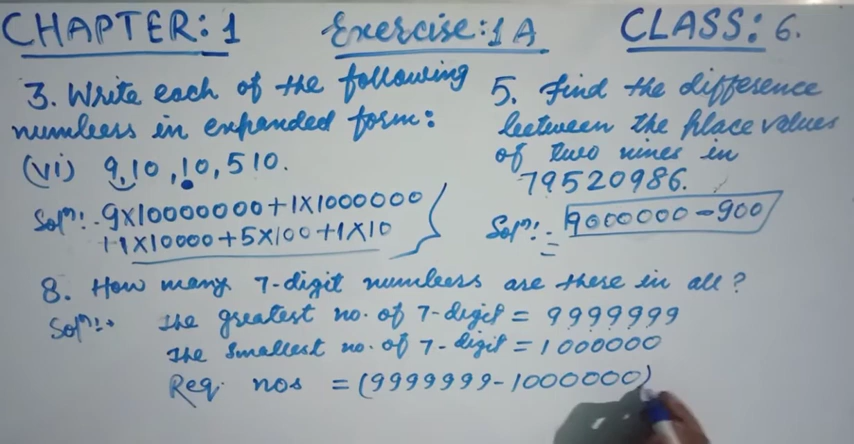 CHAPTER: 1 Exercise: 1A CLASS: 6.
3. Write each of the following
numbers in expanded form:
(vi) 9,10,10,510.
Solⁿ:- 9X10000000+1X1000000
+1X10000+5X100+1X10
5. Find the difference
between the place values
of two nines in
79520986.
Solⁿ:- 9000000-900
8. How many 7-digit numbers are there in all?
Solⁿ:→ The greatest no. of 7-digit = 9999999
The smallest no. of 7-digit = 1000000
Req. nos = (9999999-1000000)